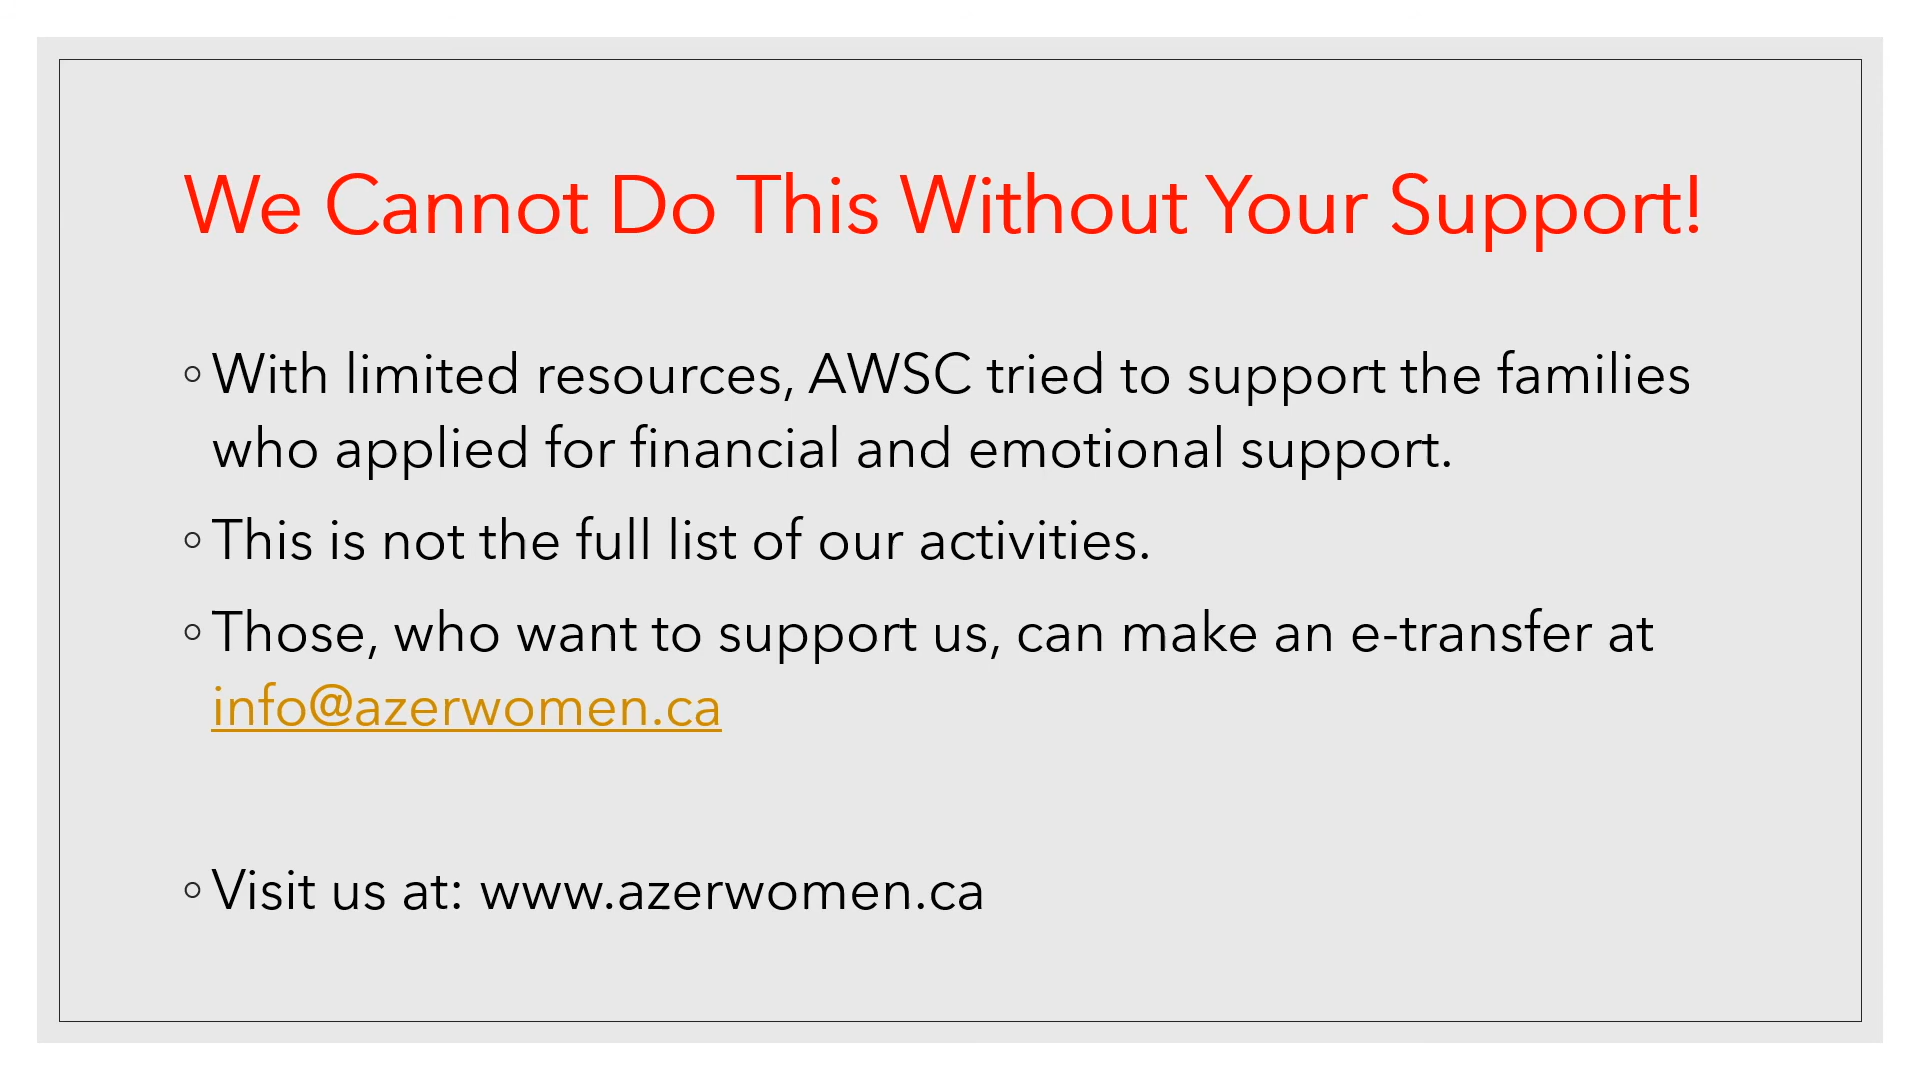 We Cannot Do This Without Your Support!
◦ With limited resources, AWSC tried to support the families
who applied for financial and emotional support.
◦ This is not the full list of our activities.
◦ Those, who want to support us, can make an e-transfer at
info@azerwomen.ca
◦ Visit us at: www.azerwomen.ca